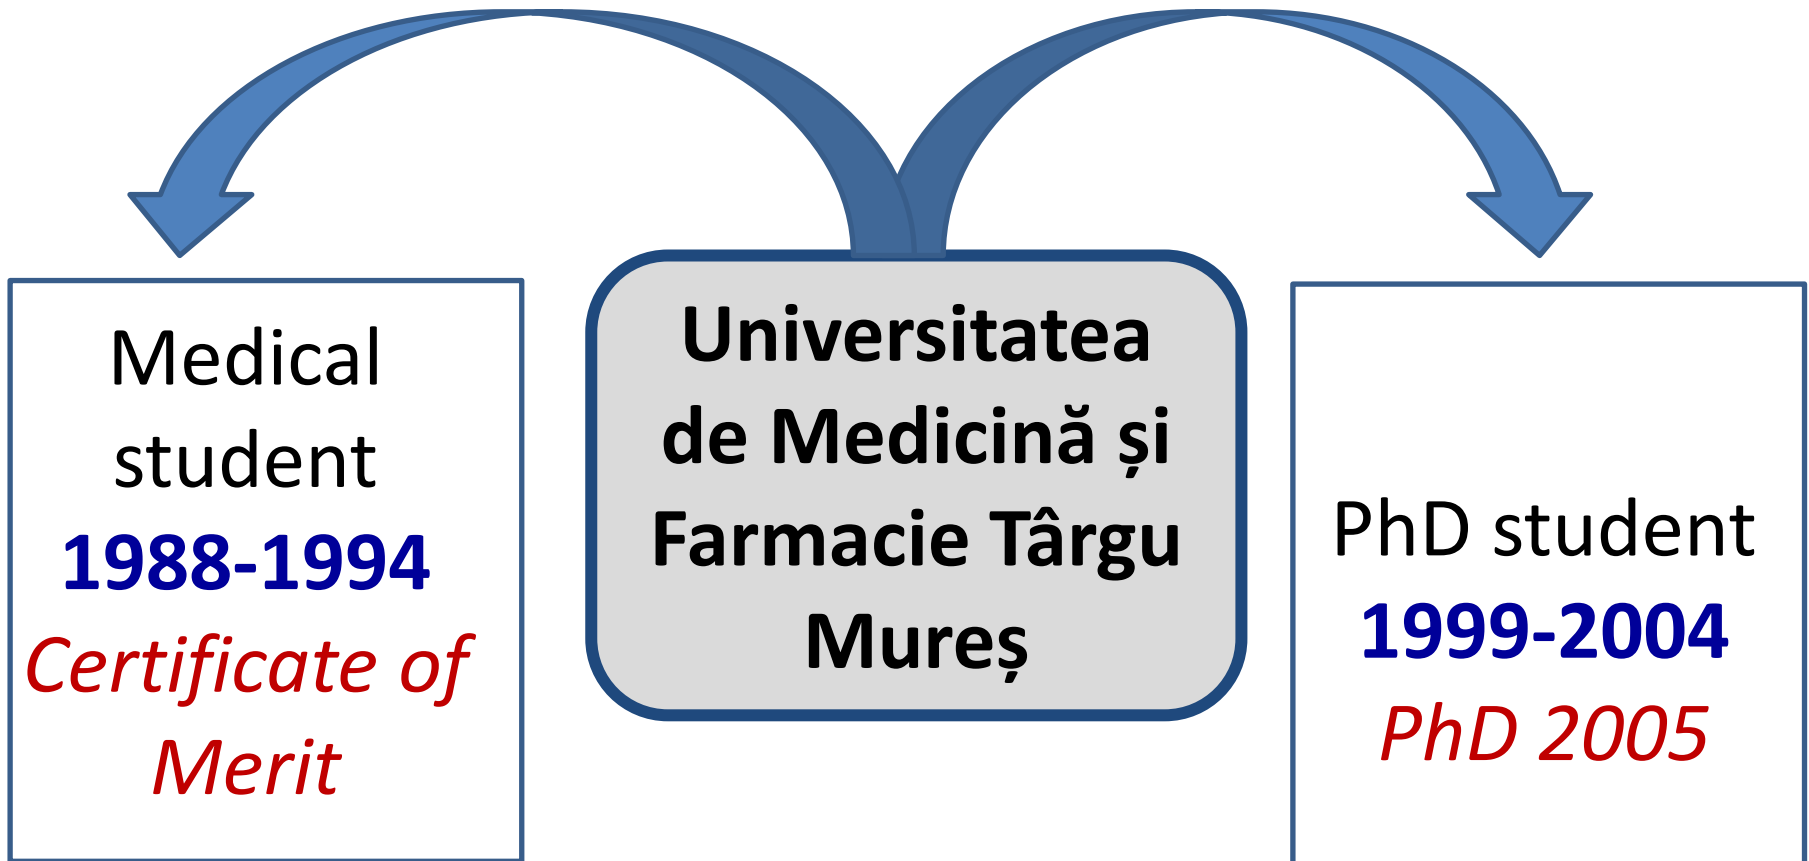 Medical
student
1988-1994
Certificate of
Merit
Universitatea
de Medicină și
Farmacie Târgu
Mureș
PhD student
1999-2004
PhD 2005